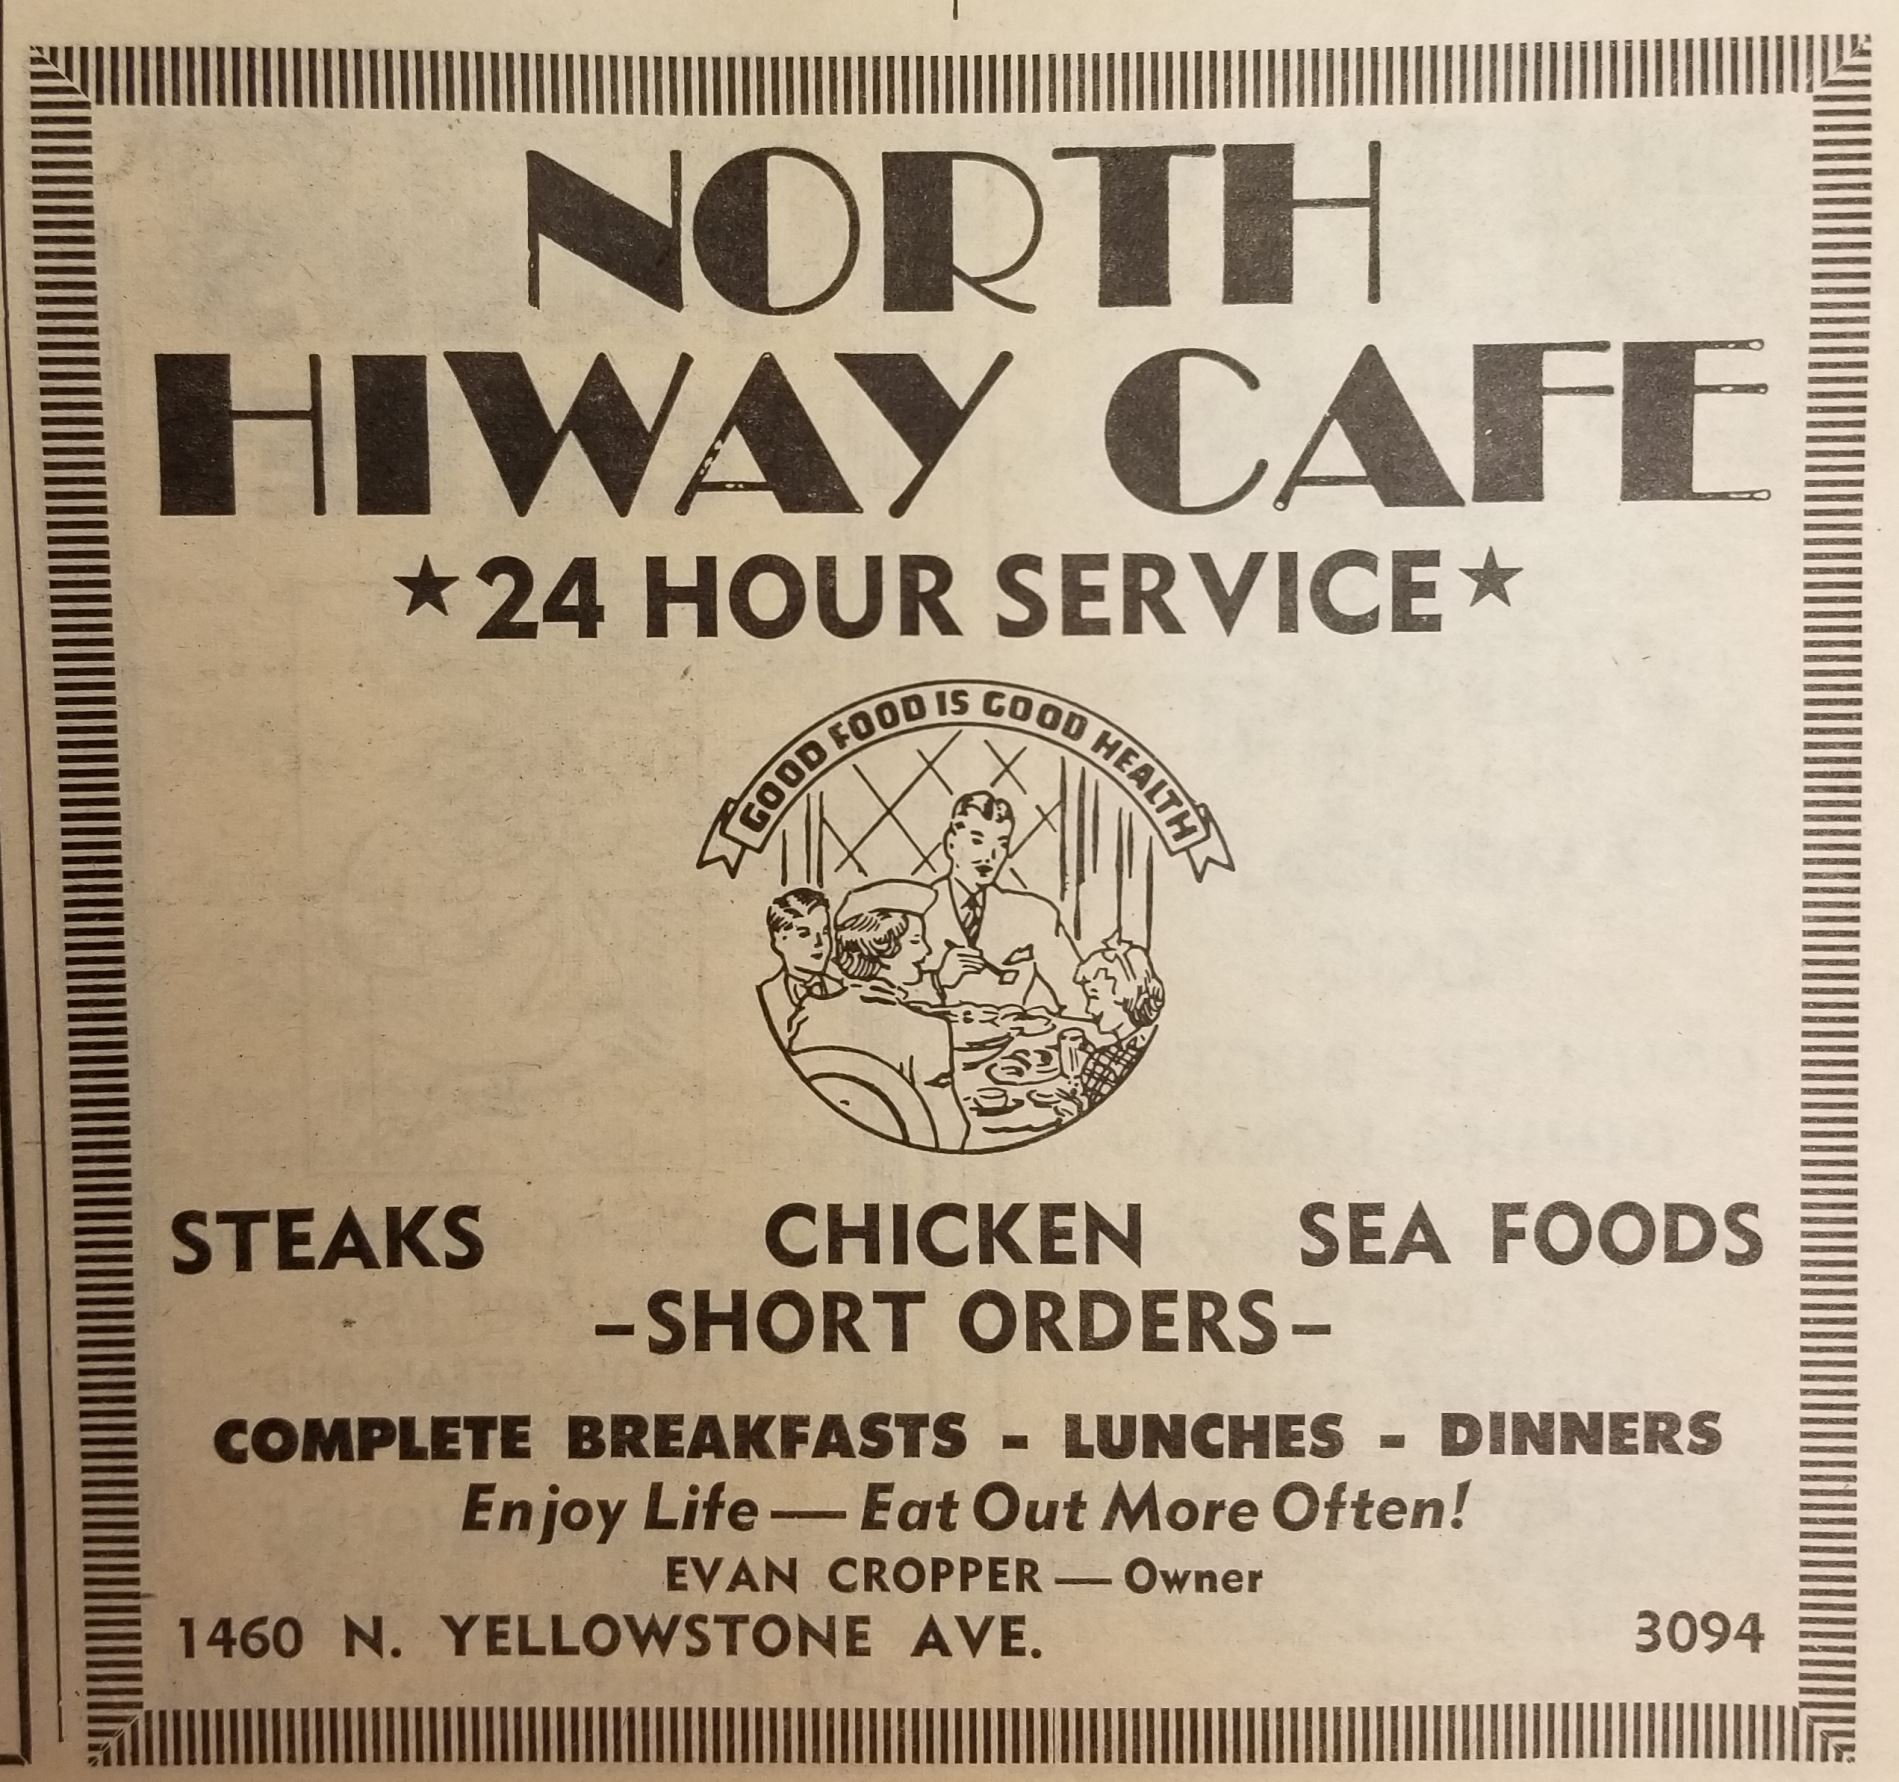 NORTH
HIWAY CAFE
★ 24 HOUR SERVICE ★
GOOD FOOD IS GOOD HEALTH
STEAKS CHICKEN SEA FOODS
–SHORT ORDERS–
COMPLETE BREAKFASTS - LUNCHES - DINNERS
Enjoy Life — Eat Out More Often!
EVAN CROPPER — Owner
1460 N. YELLOWSTONE AVE. 3094